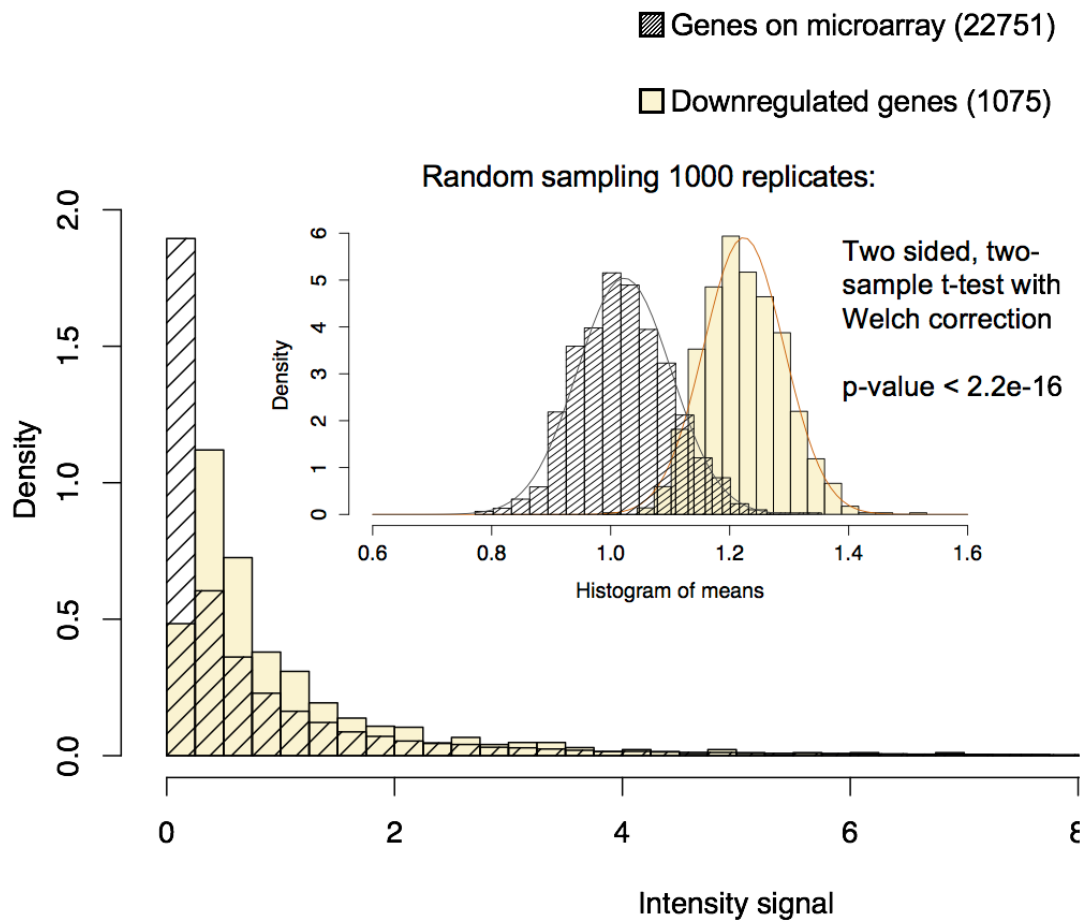 Genes on microarray (22751)
Downregulated genes (1075)
Random sampling 1000 replicates:
Two sided, two-
sample t-test with
Welch correction
p-value < 2.2e-16
Density
0
1
2
3
4
5
6
0.6 0.8 1.0 1.2 1.4 1.6
Histogram of means
Density
0.0
0.5
1.0
1.5
2.0
0 2 4 6 8
Intensity signal